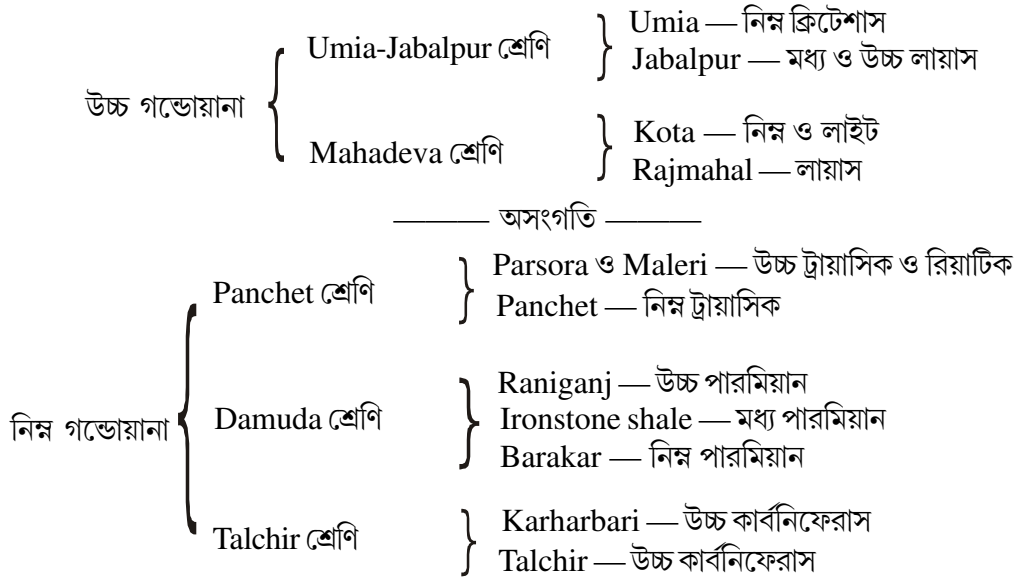 Umia — নিম্ন ক্রিটেশাস
Umia-Jabalpur শ্রেণি
Jabalpur — মধ্য ও উচ্চ লায়াস
উচ্চ গন্ডোয়ানা
Kota — নিম্ন ও লাইট
Mahadeva শ্রেণি
Rajmahal — লায়াস
——— অসংগতি ———
Parsora ও Maleri — উচ্চ ট্রায়াসিক ও রিয়াটিক
Panchet শ্রেণি
Panchet — নিম্ন ট্রায়াসিক
Raniganj — উচ্চ পারমিয়ান
নিম্ন গন্ডোয়ানা
Damuda শ্রেণি
Ironstone shale — মধ্য পারমিয়ান
Barakar — নিম্ন পারমিয়ান
Karharbari — উচ্চ কার্বনিফেরাস
Talchir শ্রেণি
Talchir — উচ্চ কার্বনিফেরাস